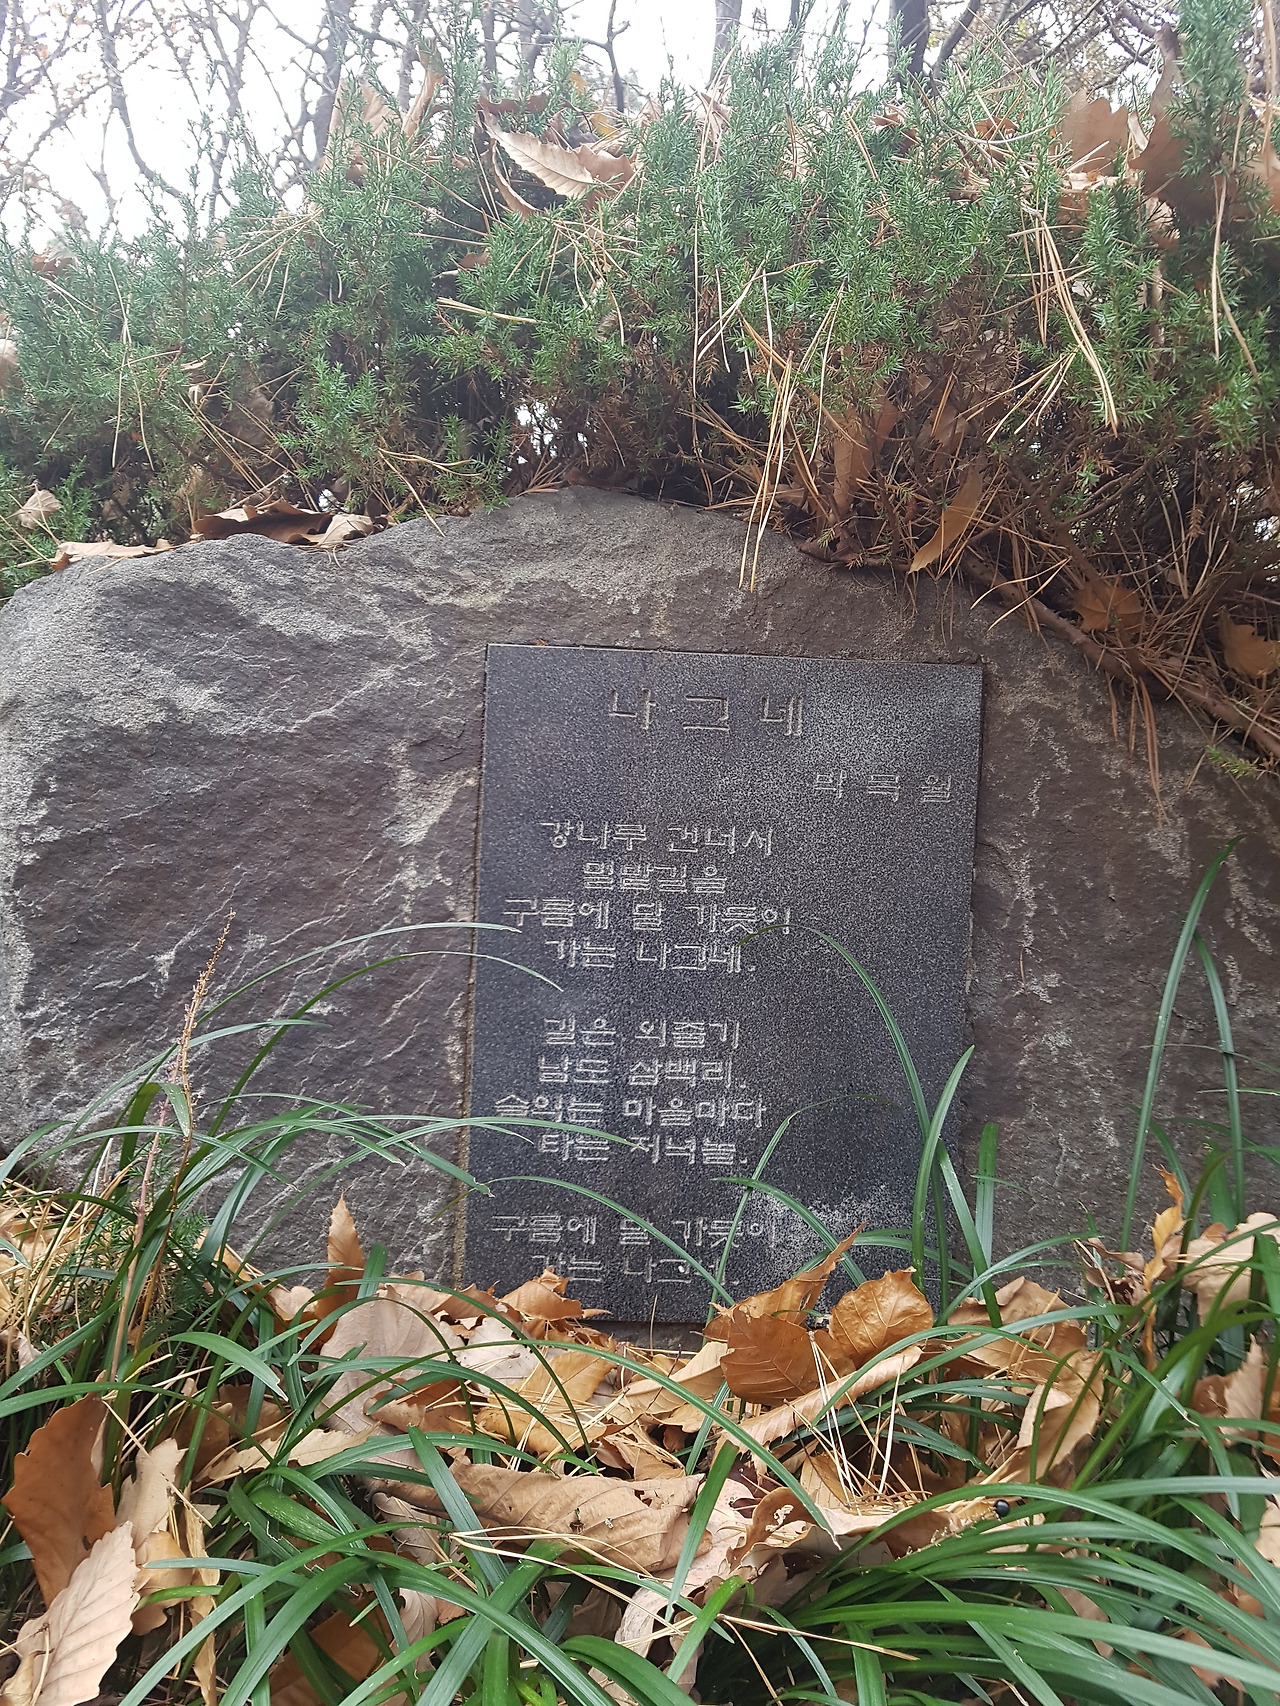 나그네
박목월
강나루 건너서
밀밭길을
구름에 달 가듯이
가는 나그네.
길은 외줄기
남도 삼백리.
술익는 마을마다
타는 저녁놀.
구름에 달 가듯이
가는 나그네.